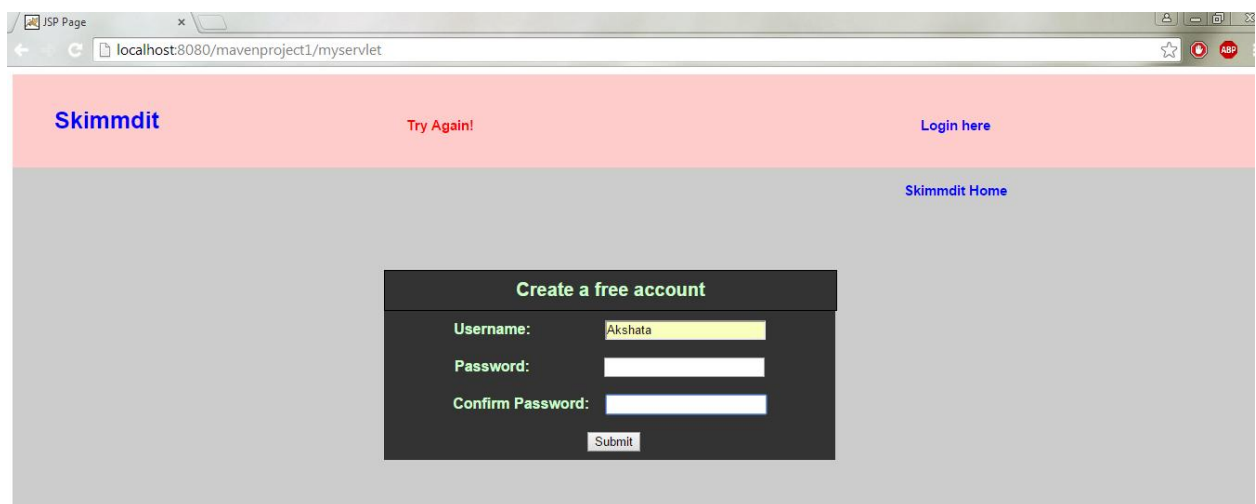 JSP Page
localhost:8080/mavenproject1/myservlet
ABP
Skimmdit
Try Again!
Login here
Skimmdit Home
Create a free account
Username:
Akshata
Password:
Confirm Password:
Submit